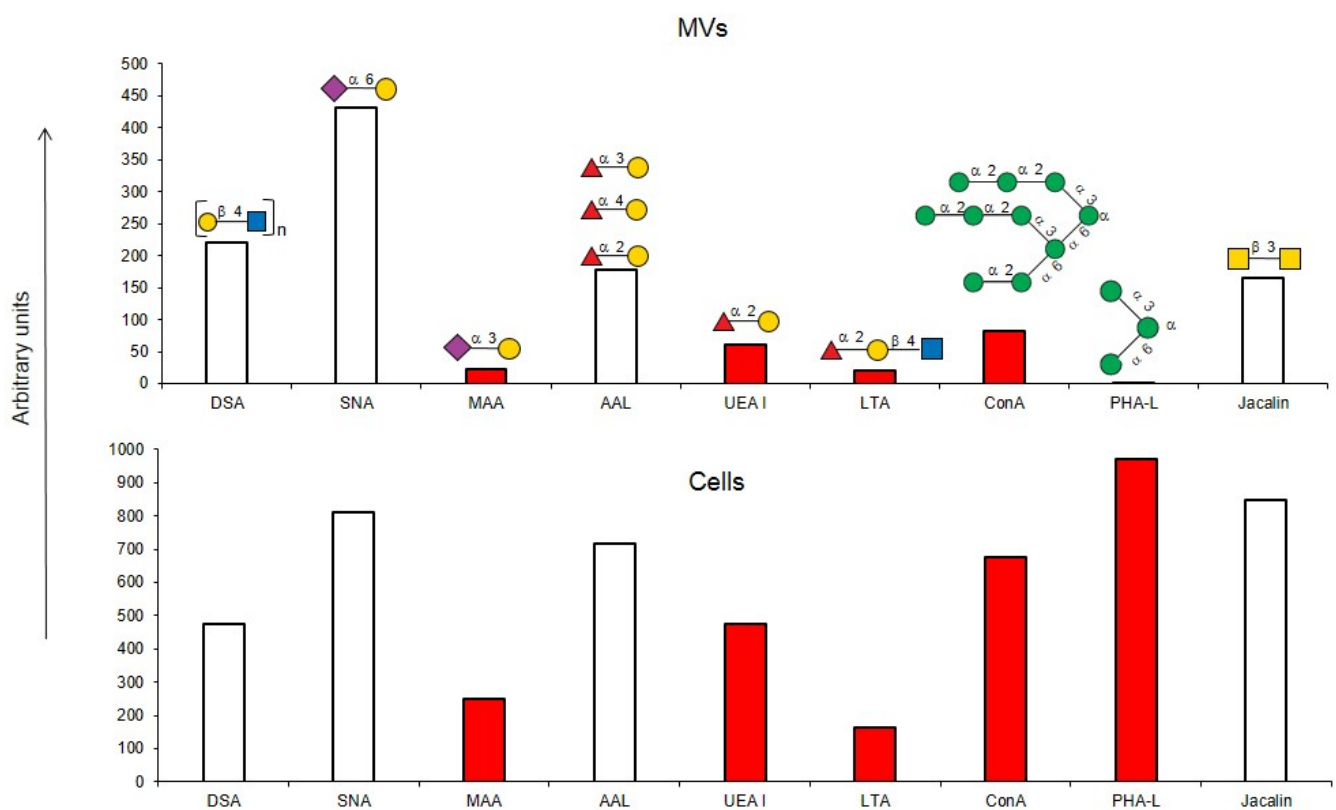 MVs
Arbitrary units
500
450
400
350
300
250
200
150
100
50
0
β 4
n
α 6
α 3
α 3
α 4
α 2
α 2
α 2 β 4
α 2 α 2
α 3
α 2 α 2
α
α 3
α 6
α 2
α 6
α 3
α
α 6
β 3
DSA SNA MAA AAL UEA I LTA ConA PHA-L Jacalin
Cells
1000
900
800
700
600
500
400
300
200
100
0
DSA SNA MAA AAL UEA I LTA ConA PHA-L Jacalin